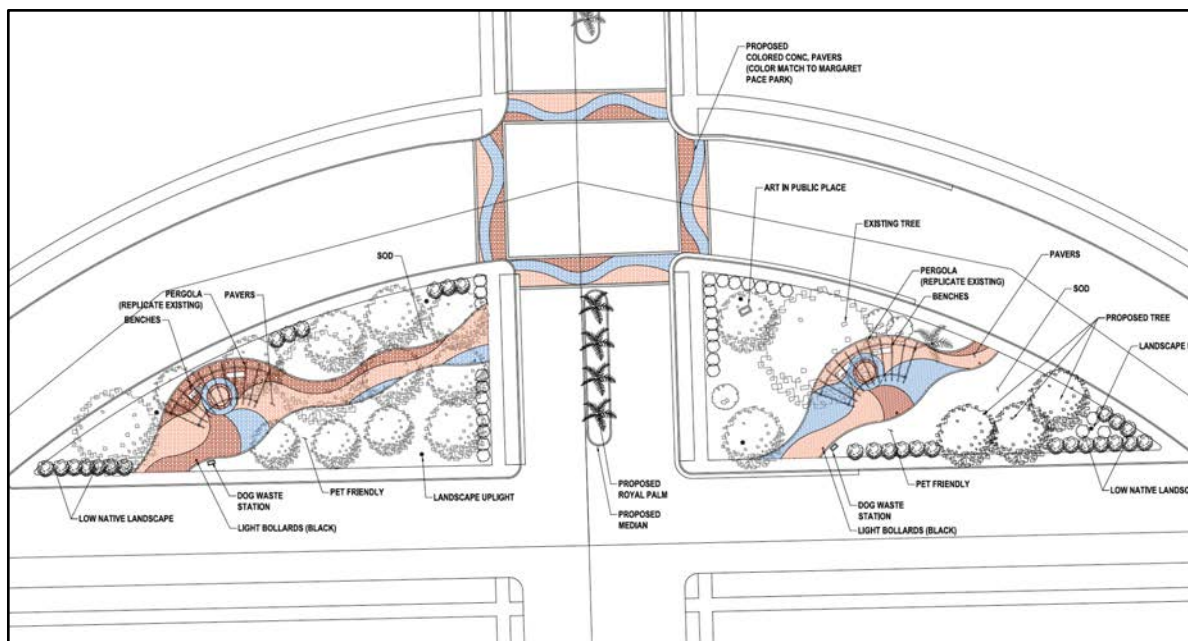 PROPOSED
COLORED CONC. PAVERS
(COLOR MATCH TO MARGARET
PACE PARK)
ART IN PUBLIC PLACE
EXISTING TREE
SOD
PAVERS
PERGOLA
(REPLICATE EXISTING)
PAVERS
BENCHES
PERGOLA
(REPLICATE EXISTING)
BENCHES
SOD
PROPOSED TREE
LANDSCAPE U
LOW NATIVE LANDSCAPE
DOG WASTE
STATION
PET FRIENDLY
LANDSCAPE UPLIGHT
LIGHT BOLLARDS (BLACK)
PROPOSED
ROYAL PALM
PROPOSED
MEDIAN
PET FRIENDLY
DOG WASTE
STATION
LIGHT BOLLARDS (BLACK)
LOW NATIVE LANDSC